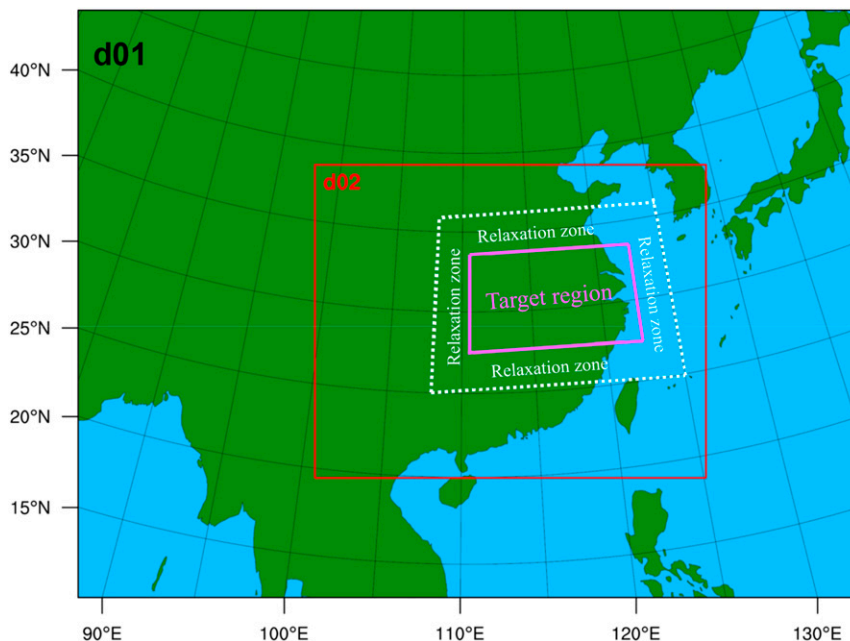 d01
40°N
35°N
30°N
25°N
20°N
15°N
d02
Relaxation zone
Relaxation zone
Target region
Relaxation zone
Relaxation zone
90°E
100°E
110°E
120°E
130°E